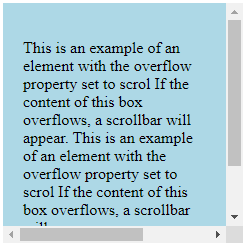 This is an example of an
element with the overflow
property set to scrol If the
content of this box
overflows, a scrollbar will
appear. This is an example
of an element with the
overflow property set to
scrol If the content of this
box overflows, a scrollbar
will